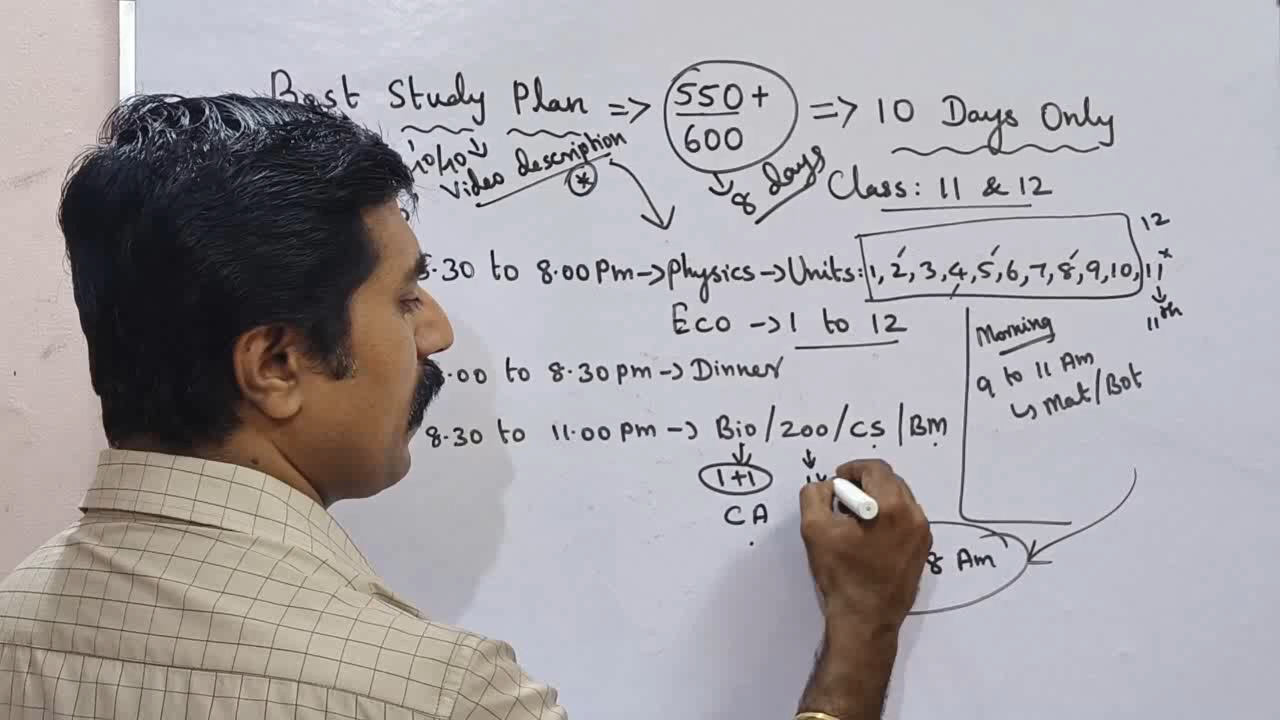 Best Study Plan => 550+/600 => 10 Days Only
Video description
*
8 days
Class: 11 & 12
12
.30 to 8.00 Pm -> Physics -> Units: 1, 2, 3, 4, 5, 6, 7, 8, 9, 10, 11
11th
Eco -> 1 to 12
.00 to 8.30 pm -> Dinner
8.30 to 11.00 pm -> Bio/Zoo/CS/Bm
1+1
CA
Morning
9 to 11 Am
Mat/Bot
8 Am